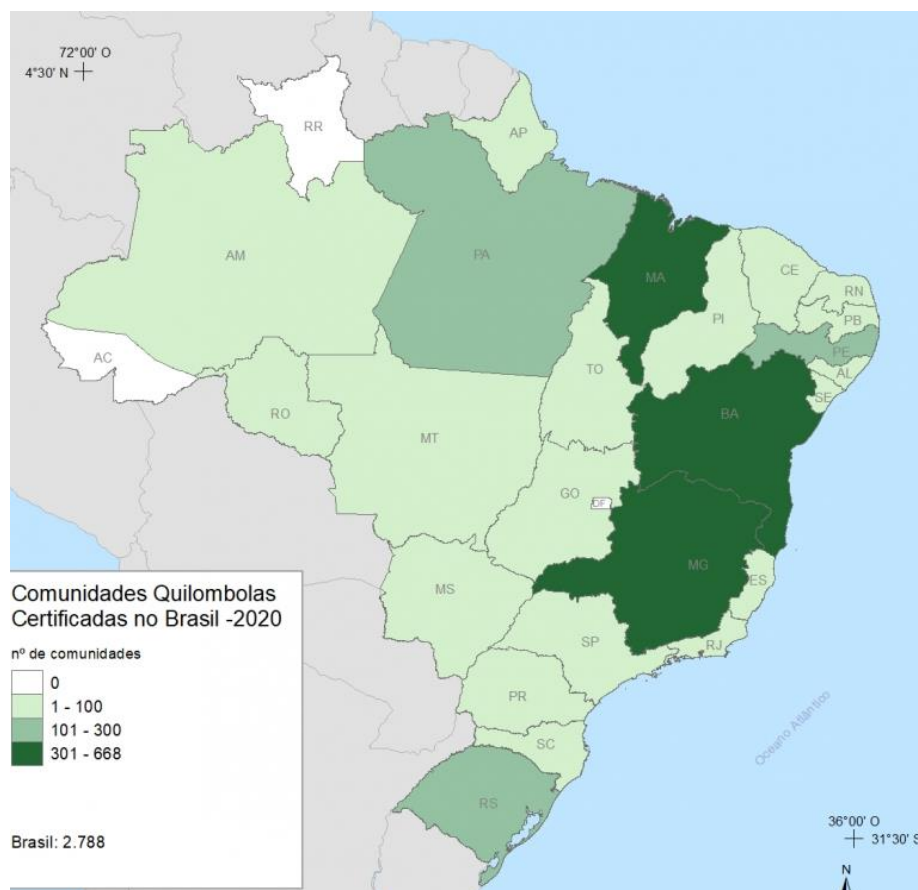 72°00' O
4°30' N
RR
AP
AM
PA
MA
CE
RN
PI
PB
PE
AC
TO
AL
SE
RO
BA
MT
GO
DF
MG
MS
ES
SP
RJ
PR
SC
RS
Oceano Atlântico
Comunidades Quilombolas
Certificadas no Brasil -2020
nº de comunidades
0
1 - 100
101 - 300
301 - 668
Brasil: 2.788
36°00' O
31°30' S
N